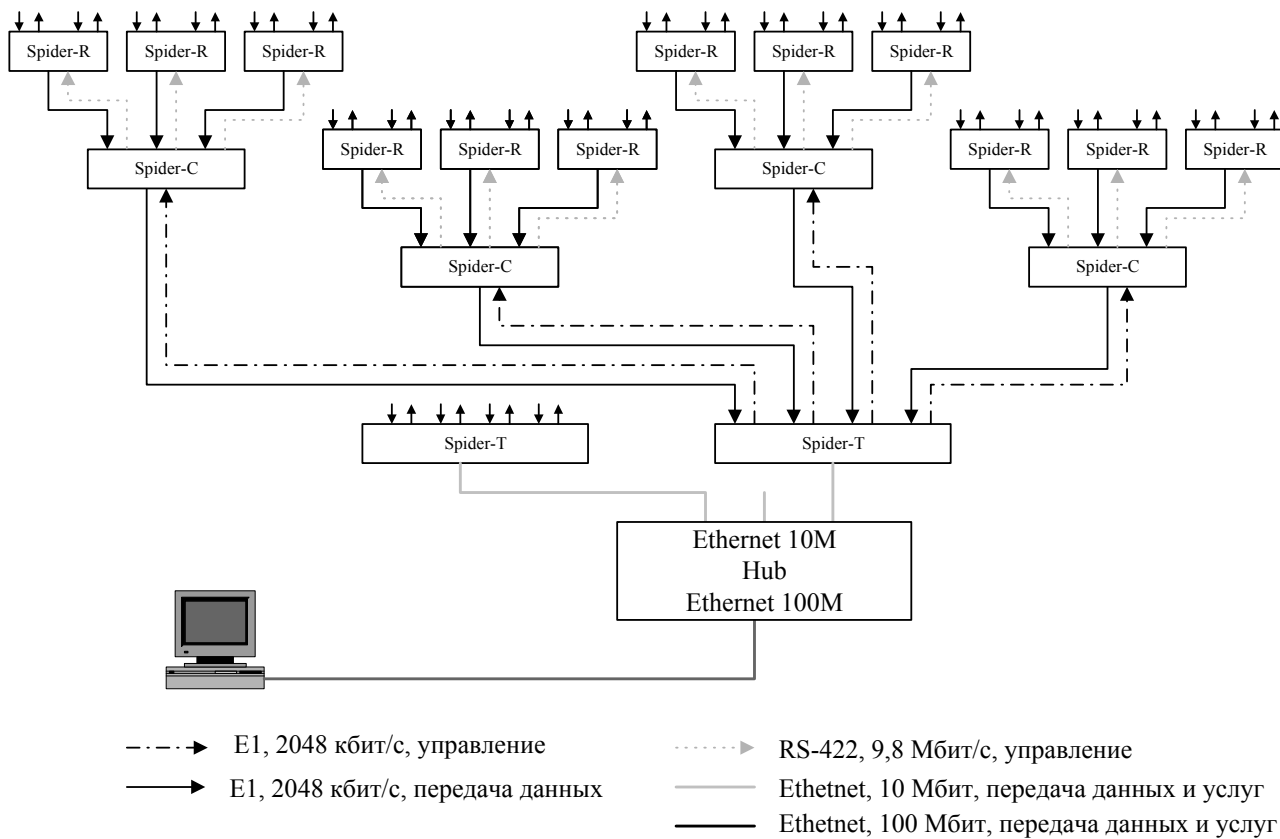 Spider-R Spider-R Spider-R Spider-R Spider-R Spider-R
Spider-R Spider-R Spider-R Spider-R Spider-R Spider-R
Spider-C Spider-C
Spider-C Spider-C
Spider-T Spider-T
Ethernet 10M
Hub
Ethernet 100M
E1, 2048 кбит/с, управление
E1, 2048 кбит/с, передача данных
RS-422, 9,8 Мбит/с, управление
Ethetnet, 10 Мбит, передача данных и услуг
Ethetnet, 100 Мбит, передача данных и услуг